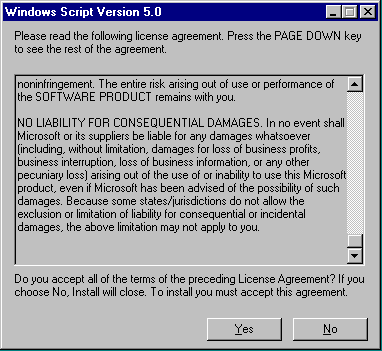 Windows Script Version 5.0
Please read the following license agreement. Press the PAGE DOWN key
to see the rest of the agreement.
noninfringement. The entire risk arising out of use or performance of
the SOFTWARE PRODUCT remains with you.
NO LIABILITY FOR CONSEQUENTIAL DAMAGES. In no event shall
Microsoft or its suppliers be liable for any damages whatsoever
(including, without limitation, damages for loss of business profits,
business interruption, loss of business information, or any other
pecuniary loss) arising out of the use of or inability to use this Microsoft
product, even if Microsoft has been advised of the possibility of such
damages. Because some states/jurisdictions do not allow the
exclusion or limitation of liability for consequential or incidental
damages, the above limitation may not apply to you.
Do you accept all of the terms of the preceding License Agreement? If you
choose No, Install will close. To install you must accept this agreement.
Yes
No